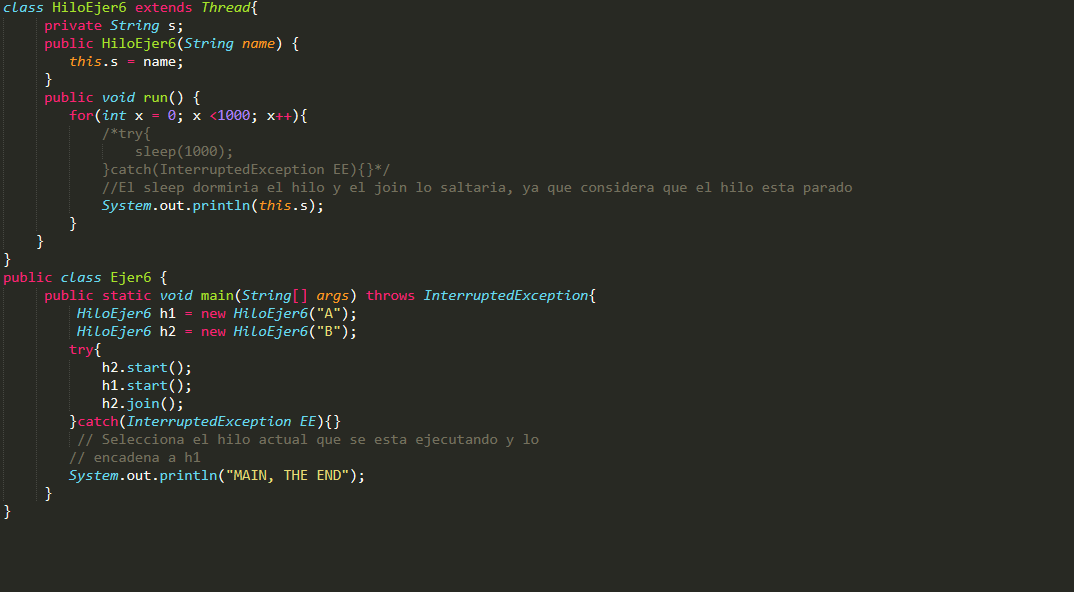 class HiloEjer6 extends Thread{
private String s;
public HiloEjer6(String name) {
this.s = name;
}
public void run() {
for(int x = 0; x <1000; x++){
/*try{
sleep(1000);
}catch(InterruptedException EE){}*/
//El sleep dormiria el hilo y el join lo saltaria, ya que considera que el hilo esta parado
System.out.println(this.s);
}
}
}
public class Ejer6 {
public static void main(String[] args) throws InterruptedException{
HiloEjer6 h1 = new HiloEjer6("A");
HiloEjer6 h2 = new HiloEjer6("B");
try{
h2.start();
h1.start();
h2.join();
}catch(InterruptedException EE){}
// Selecciona el hilo actual que se esta ejecutando y lo
// encadena a h1
System.out.println("MAIN, THE END");
}
}